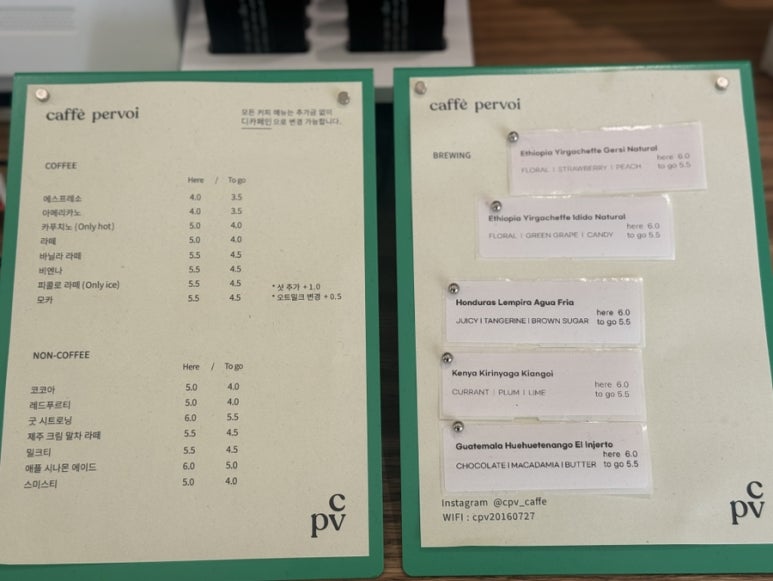 caffè pervoi
모든 커피 메뉴는 추가금 없이
디카페인으로 변경 가능합니다.
COFFEE
Here / To go
에스프레소 4.0 3.5
아메리카노 4.0 3.5
카푸치노 (Only hot) 5.0 4.0
라떼 5.0 4.0
바닐라 라떼 5.5 4.5
비엔나 5.5 4.5
피콜로 라떼 (Only ice) 5.5 4.5 * 샷 추가 + 1.0
모카 5.5 4.5 * 오트밀크 변경 + 0.5
NON-COFFEE
Here / To go
코코아 5.0 4.0
레드푸르티 5.0 4.0
굿 시트로닝 6.0 5.5
제주 크림 말차 라떼 5.5 4.5
밀크티 5.5 4.5
애플 시나몬 에이드 6.0 5.0
스미스티 5.0 4.0
c
pv
caffè pervoi
BREWING
Ethiopia Yirgacheffe Gersi Natural
here 6.0
FLORAL | STRAWBERRY | PEACH to go 5.5
Ethiopia Yirgacheffe Idido Natural
here 6.0
FLORAL | GREEN GRAPE | CANDY to go 5.5
Honduras Lempira Agua Fria
here 6.0
JUICY | TANGERINE | BROWN SUGAR to go 5.5
Kenya Kirinyaga Kiangoi
here 6.0
CURRANT | PLUM | LIME to go 5.5
Guatemala Huehuetenango El Injerto
here 6.0
CHOCOLATE | MACADAMIA | BUTTER to go 5.5
Instagram @cpv_caffe
WIFI : cpv20160727
c
pv